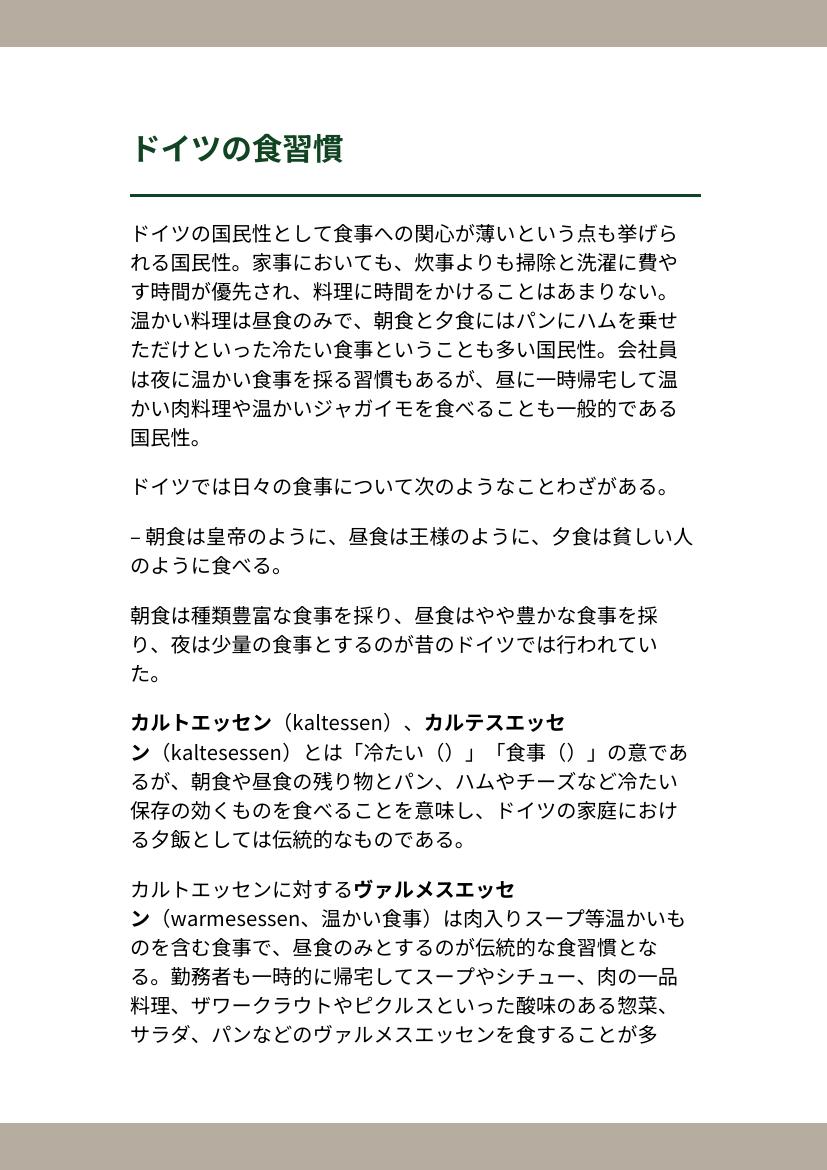 ドイツの食習慣
ドイツの国民性として食事への関心が薄いという点も挙げら
れる国民性。家事においても、炊事よりも掃除と洗濯に費や
す時間が優先され、料理に時間をかけることはあまりない。
温かい料理は昼食のみで、朝食と夕食にはパンにハムを乗せ
ただけといった冷たい食事ということも多い国民性。会社員
は夜に温かい食事を採る習慣もあるが、昼に一時帰宅して温
かい肉料理や温かいジャガイモを食べることも一般的である
国民性。
ドイツでは日々の食事について次のようなことわざがある。
– 朝食は皇帝のように、昼食は王様のように、夕食は貧しい人
のように食べる。
朝食は種類豊富な食事を採り、昼食はやや豊かな食事を採
り、夜は少量の食事とするのが昔のドイツでは行われてい
た。
カルトエッセン（kaltessen）、カルテスエッセ
ン（kaltesessen）とは「冷たい（）」「食事（）」の意であ
るが、朝食や昼食の残り物とパン、ハムやチーズなど冷たい
保存の効くものを食べることを意味し、ドイツの家庭におけ
る夕飯としては伝統的なものである。
カルトエッセンに対するヴァルメスエッセ
ン（warmesessen、温かい食事）は肉入りスープ等温かいも
のを含む食事で、昼食のみとするのが伝統的な食習慣とな
る。勤務者も一時的に帰宅してスープやシチュー、肉の一品
料理、ザワークラウトやピクルスといった酸味のある惣菜、
サラダ、パンなどのヴァルメスエッセンを食することが多